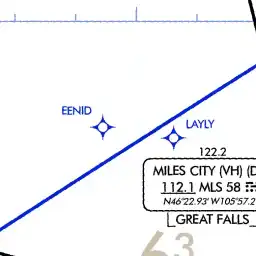 EENID
LAYLY
122.2
MILES CITY (VH) (D
112.1 MLS 58
N46°22.93' W105°57.2
GREAT FALLS
63